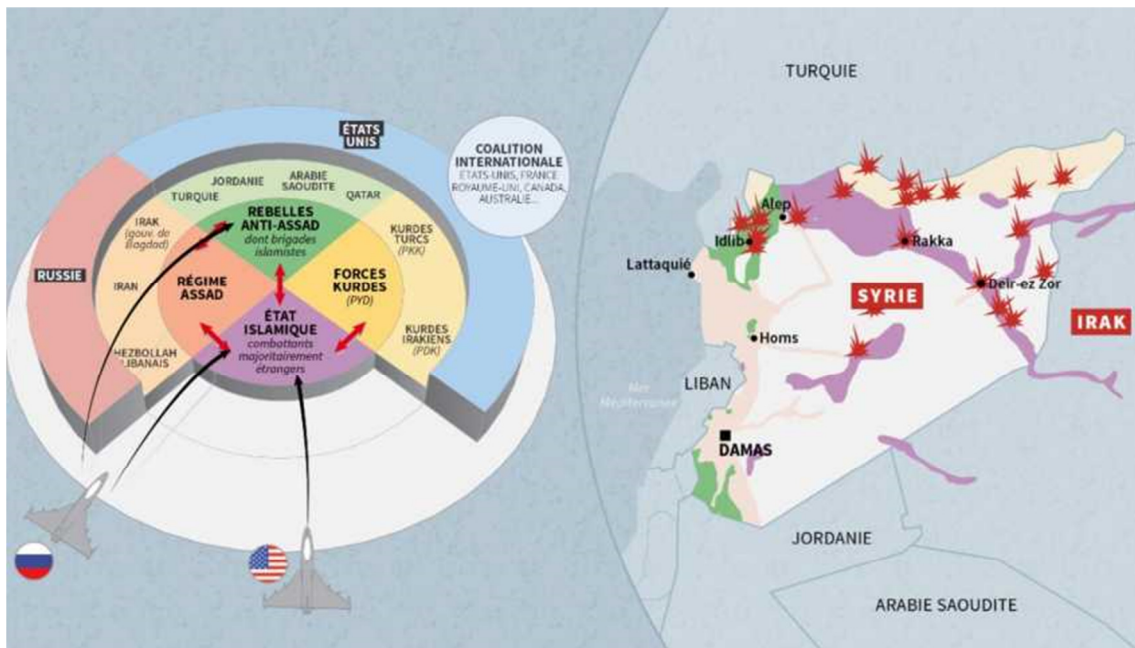 ÉTATS
UNIS
COALITION
INTERNATIONALE
ETATS-UNIS, FRANCE
ROYAUME-UNI, CANADA,
AUSTRALIE...
TURQUIE
JORDANIE
ARABIE
SAOUDITE
QATAR
REBELLES
ANTI-ASSAD
dont brigades
islamistes
IRAK
(gouv. de
Bagdad)
KURDES
TURCS
(PKK)
RUSSIE
IRAN
RÉGIME
ASSAD
FORCES
KURDES
(PYD)
ÉTAT
ISLAMIQUE
combattants
majoritairement
étrangers
HEZBOLLAH
LIBANAIS
KURDES
IRAKIENS
(PDK)
TURQUIE
Alep
Idlib
Rakka
Lattaquié
Deir-ez Zor
SYRIE
IRAK
Homs
LIBAN
Mer
Méditerranée
DAMAS
JORDANIE
ARABIE SAOUDITE